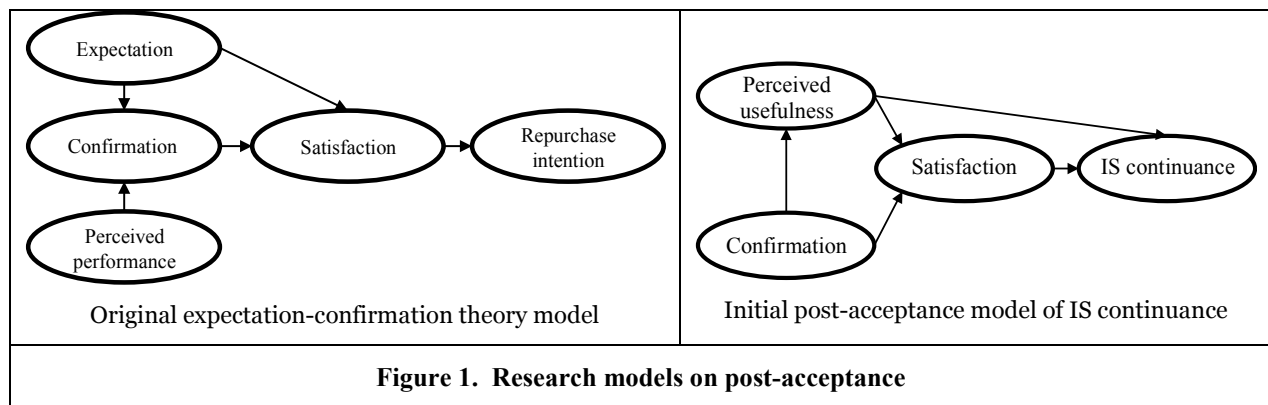 Expectation
Confirmation
Satisfaction
Repurchase
intention
Perceived
performance
Original expectation-confirmation theory model
Perceived
usefulness
Satisfaction
IS continuance
Confirmation
Initial post-acceptance model of IS continuance
Figure 1. Research models on post-acceptance